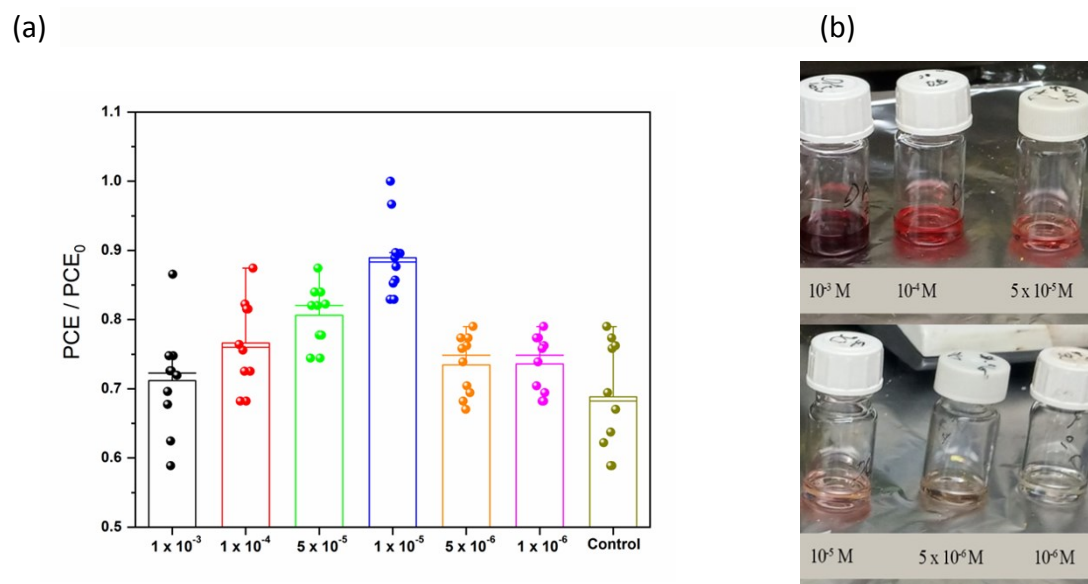 (a)
(b)
PCE / PCE₀
1.1
1.0
0.9
0.8
0.7
0.6
0.5
1 x 10⁻³
1 x 10⁻⁴
5 x 10⁻⁵
1 x 10⁻⁵
5 x 10⁻⁶
1 x 10⁻⁶
Control
10⁻³ M
10⁻⁴ M
5 x 10⁻⁵ M
10⁻⁵ M
5 x 10⁻⁶ M
10⁻⁶ M